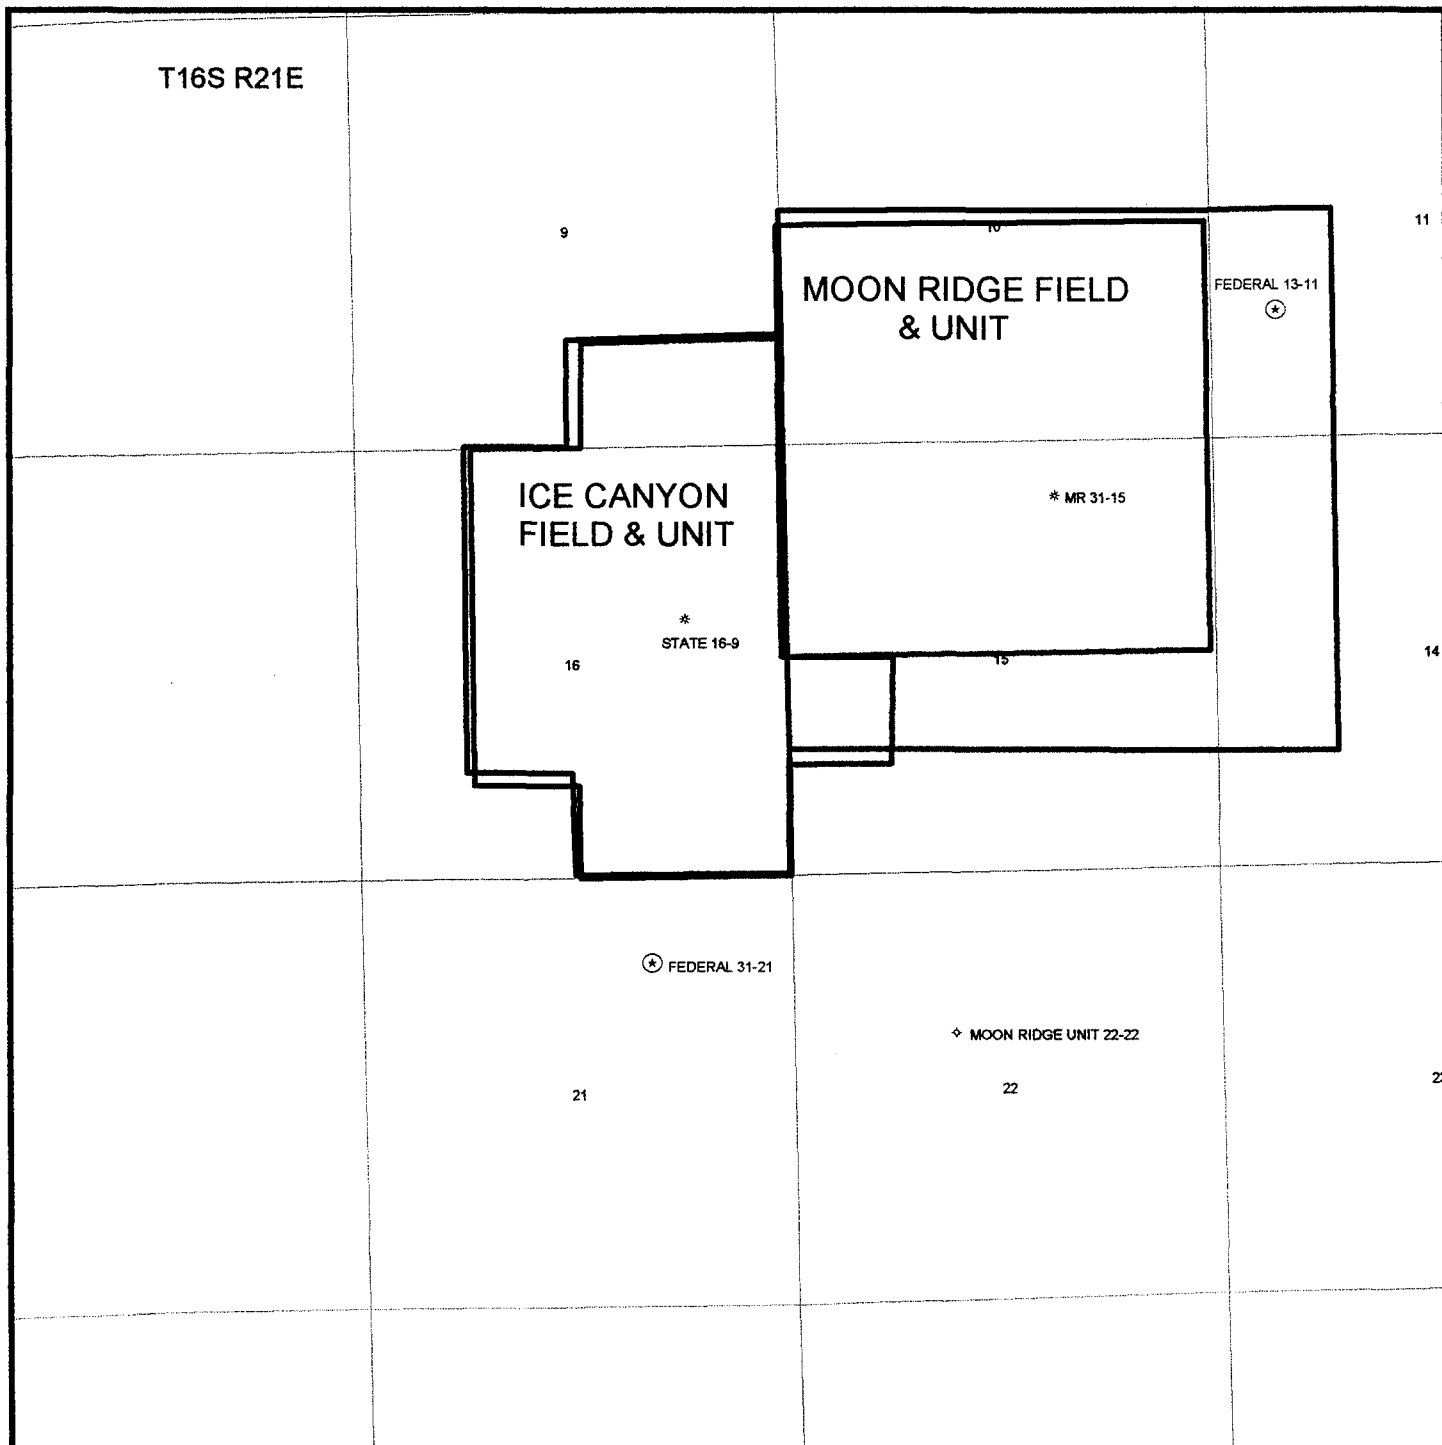 T16S R21E
9
10
11
MOON RIDGE FIELD
& UNIT
FEDERAL 13-11
ICE CANYON
FIELD & UNIT
MR 31-15
STATE 16-9
16
15
14
FEDERAL 31-21
MOON RIDGE UNIT 22-22
21
22